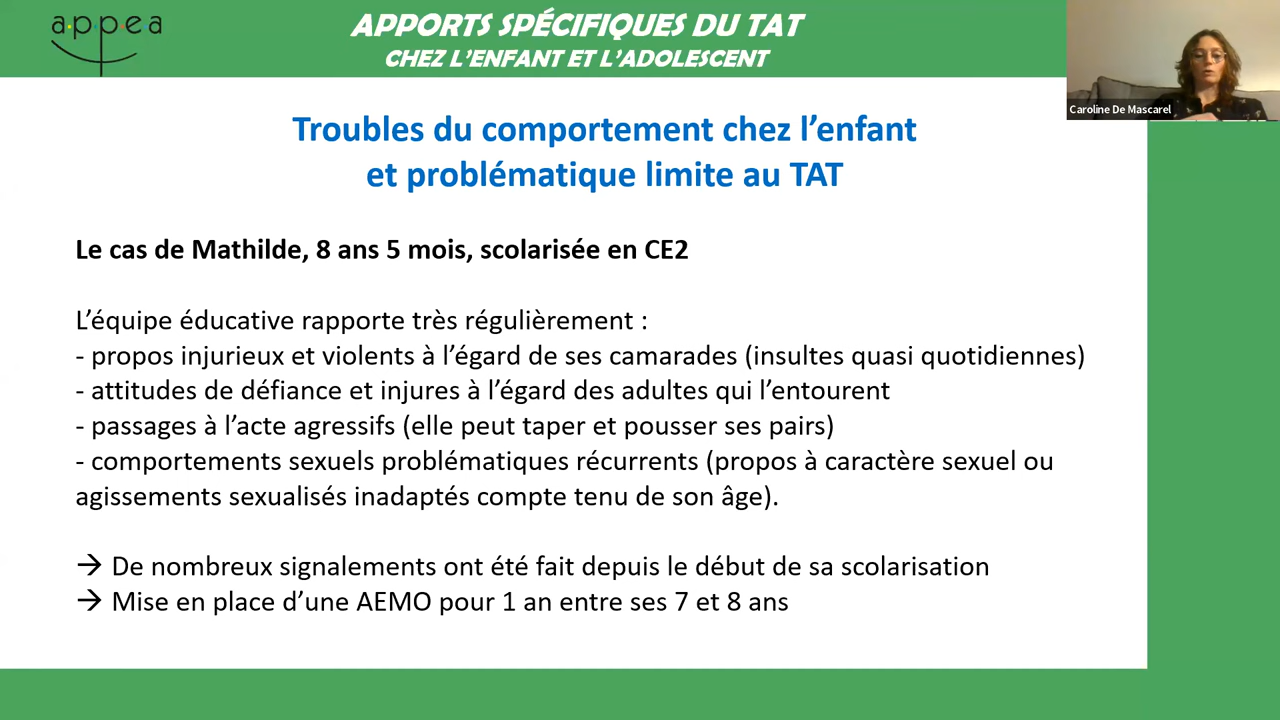 appea
APPORTS SPÉCIFIQUES DU TAT
CHEZ L'ENFANT ET L'ADOLESCENT
Caroline De Mascarel
Troubles du comportement chez l'enfant
et problématique limite au TAT
Le cas de Mathilde, 8 ans 5 mois, scolarisée en CE2
L'équipe éducative rapporte très régulièrement :
- propos injurieux et violents à l'égard de ses camarades (insultes quasi quotidiennes)
- attitudes de défiance et injures à l'égard des adultes qui l'entourent
- passages à l'acte agressifs (elle peut taper et pousser ses pairs)
- comportements sexuels problématiques récurrents (propos à caractère sexuel ou
agissements sexualisés inadaptés compte tenu de son âge).
→ De nombreux signalements ont été fait depuis le début de sa scolarisation
→ Mise en place d'une AEMO pour 1 an entre ses 7 et 8 ans